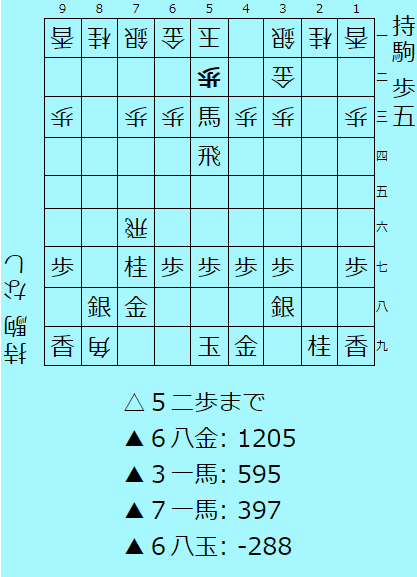 9 8 7 6 5 4 3 2 1
香 桂 銀 金 玉 銀 桂 香 一
歩 金 二
歩 歩 歩 馬 歩 歩 歩 三
飛 四
五
飛 六
歩 桂 歩 歩 歩 歩 歩 七
銀 金 銀 八
香 角 玉 金 桂 香 九
持駒 歩五
持駒 なし
△５二歩まで
▲６八金: 1205
▲３一馬: 595
▲７一馬: 397
▲６八玉: -288